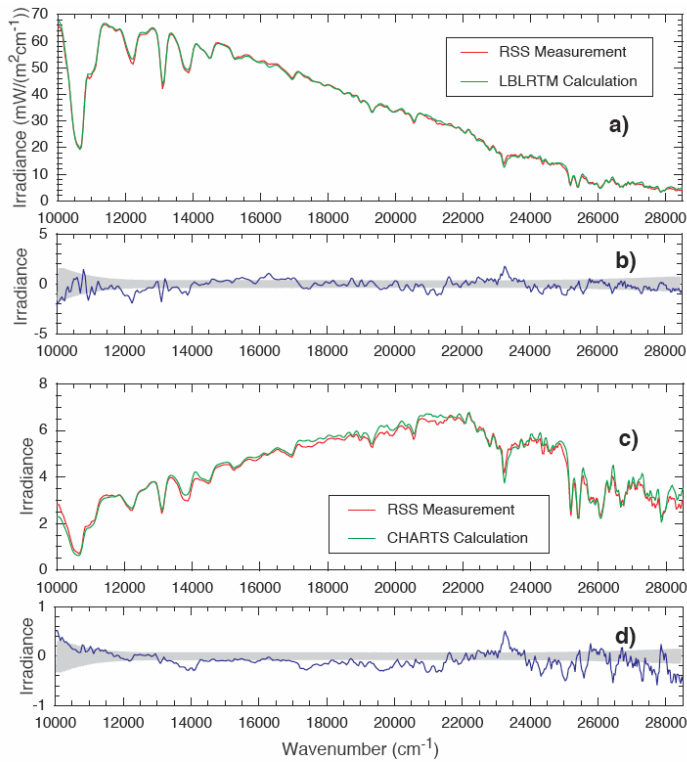 70
60
50
40
30
20
10
0
Irradiance (mW/(m²cm⁻¹))
RSS Measurement
LBLRTM Calculation
a)
10000 12000 14000 16000 18000 20000 22000 24000 26000 28000
5
0
-5
Irradiance
b)
10000 12000 14000 16000 18000 20000 22000 24000 26000 28000
8
6
4
2
0
Irradiance
c)
RSS Measurement
CHARTS Calculation
10000 12000 14000 16000 18000 20000 22000 24000 26000 28000
1
0
-1
Irradiance
d)
10000 12000 14000 16000 18000 20000 22000 24000 26000 28000
Wavenumber (cm⁻¹)